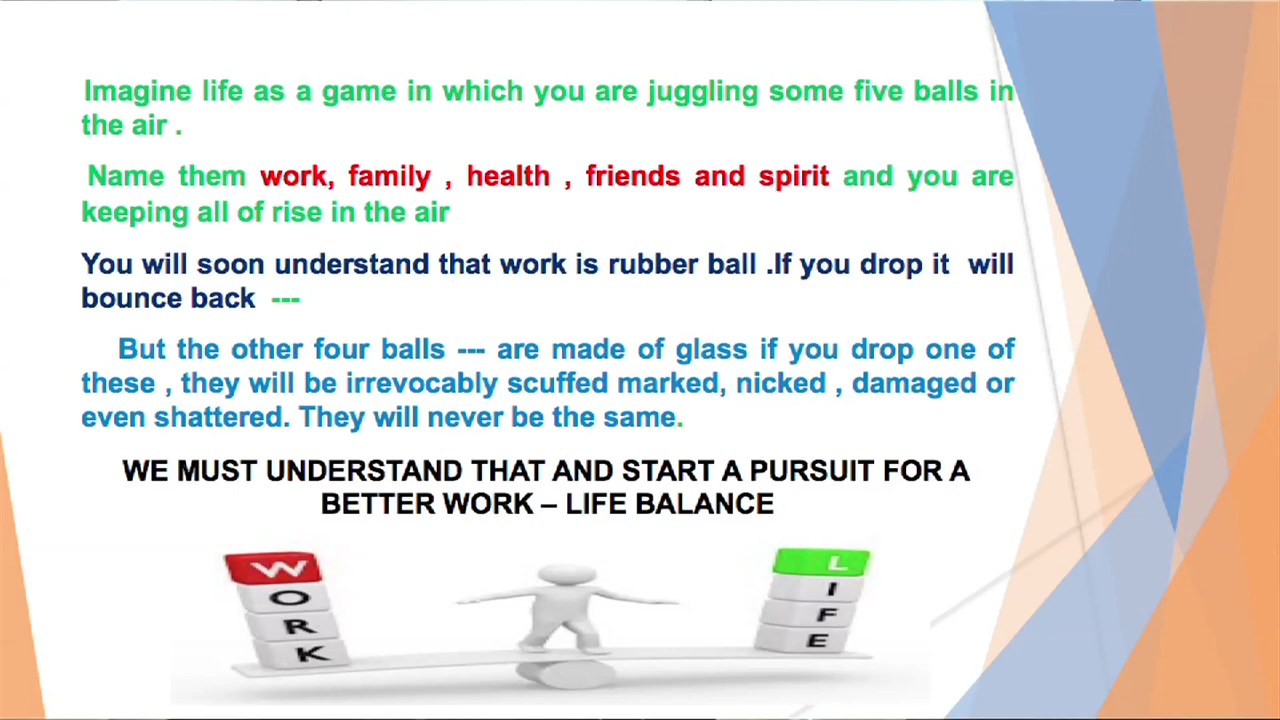 Imagine life as a game in which you are juggling some five balls in
the air .
Name them work, family , health , friends and spirit and you are
keeping all of rise in the air
You will soon understand that work is rubber ball .If you drop it will
bounce back ---
But the other four balls --- are made of glass if you drop one of
these , they will be irrevocably scuffed marked, nicked , damaged or
even shattered. They will never be the same.
WE MUST UNDERSTAND THAT AND START A PURSUIT FOR A
BETTER WORK – LIFE BALANCE
WORK
LIFE